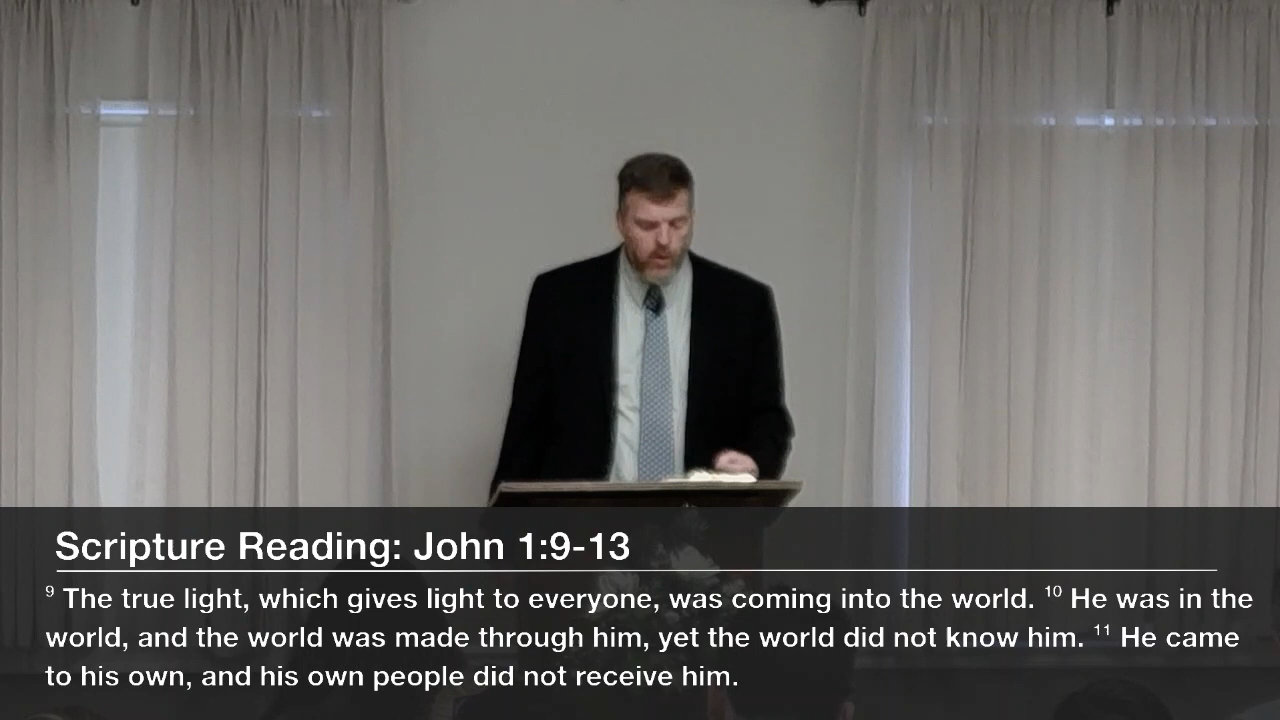 Scripture Reading: John 1:9-13
⁹ The true light, which gives light to everyone, was coming into the world. ¹⁰ He was in the
world, and the world was made through him, yet the world did not know him. ¹¹ He came
to his own, and his own people did not receive him.